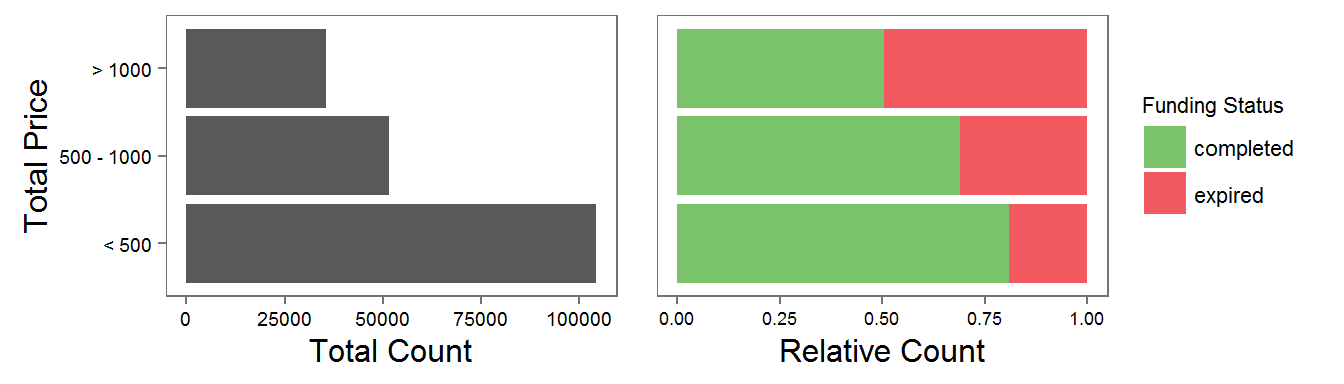 Total Price
> 1000
500 - 1000
< 500
0 25000 50000 75000 100000
Total Count
0.00 0.25 0.50 0.75 1.00
Relative Count
Funding Status
completed
expired